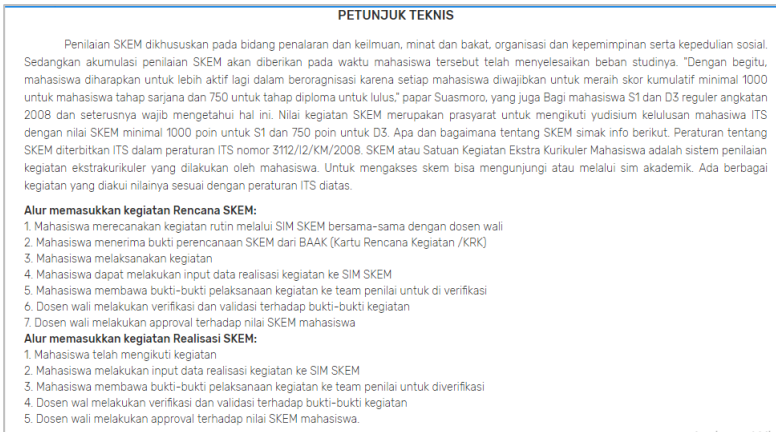 PETUNJUK TEKNIS
Penilaian SKEM dikhususkan pada bidang penalaran dan keilmuan, minat dan bakat, organisasi dan kepemimpinan serta kepedulian sosial.
Sedangkan akumulasi penilaian SKEM akan diberikan pada waktu mahasiswa tersebut telah menyelesaikan beban studinya. "Dengan begitu,
mahasiswa diharapkan untuk lebih aktif lagi dalam beroragnisasi karena setiap mahasiswa diwajibkan untuk meraih skor kumulatif minimal 1000
untuk mahasiswa tahap sarjana dan 750 untuk tahap diploma untuk lulus," papar Suasmoro, yang juga Bagi mahasiswa S1 dan D3 reguler angkatan
2008 dan seterusnya wajib mengetahui hal ini. Nilai kegiatan SKEM merupakan prasyarat untuk mengikuti yudisium kelulusan mahasiwa ITS
dengan nilai SKEM minimal 1000 poin untuk S1 dan 750 poin untuk D3. Apa dan bagaimana tentang SKEM simak info berikut. Peraturan tentang
SKEM diterbitkan ITS dalam peraturan ITS nomor 3112/I2/KM/2008. SKEM atau Satuan Kegiatan Ekstra Kurikuler Mahasiswa adalah sistem penilaian
kegiatan ekstrakurikuler yang dilakukan oleh mahasiswa. Untuk mengakses skem bisa mengunjungi atau melalui sim akademik. Ada berbagai
kegiatan yang diakui nilainya sesuai dengan peraturan ITS diatas.
Alur memasukkan kegiatan Rencana SKEM:
1. Mahasiswa merecanakan kegiatan rutin melalui SIM SKEM bersama-sama dengan dosen wali
2. Mahasiswa menerima bukti perencanaan SKEM dari BAAK (Kartu Rencana Kegiatan /KRK)
3. Mahasiswa melaksanakan kegiatan
4. Mahasiswa dapat melakukan input data realisasi kegiatan ke SIM SKEM
5. Mahasiswa membawa bukti-bukti pelaksanaan kegiatan ke team penilai untuk di verifikasi
6. Dosen wali melakukan verifikasi dan validasi terhadap bukti-bukti kegiatan
7. Dosen wali melakukan approval terhadap nilai SKEM mahasiswa
Alur memasukkan kegiatan Realisasi SKEM:
1. Mahasiswa telah mengikuti kegiatan
2. Mahasiswa melakukan input data realisasi kegiatan ke SIM SKEM
3. Mahasiswa membawa bukti-bukti pelaksanaan kegiatan ke team penilai untuk diverifikasi
4. Dosen wal melakukan verifikasi dan validasi terhadap bukti-bukti kegiatan
5. Dosen wali melakukan approval terhadap nilai SKEM mahasiswa.